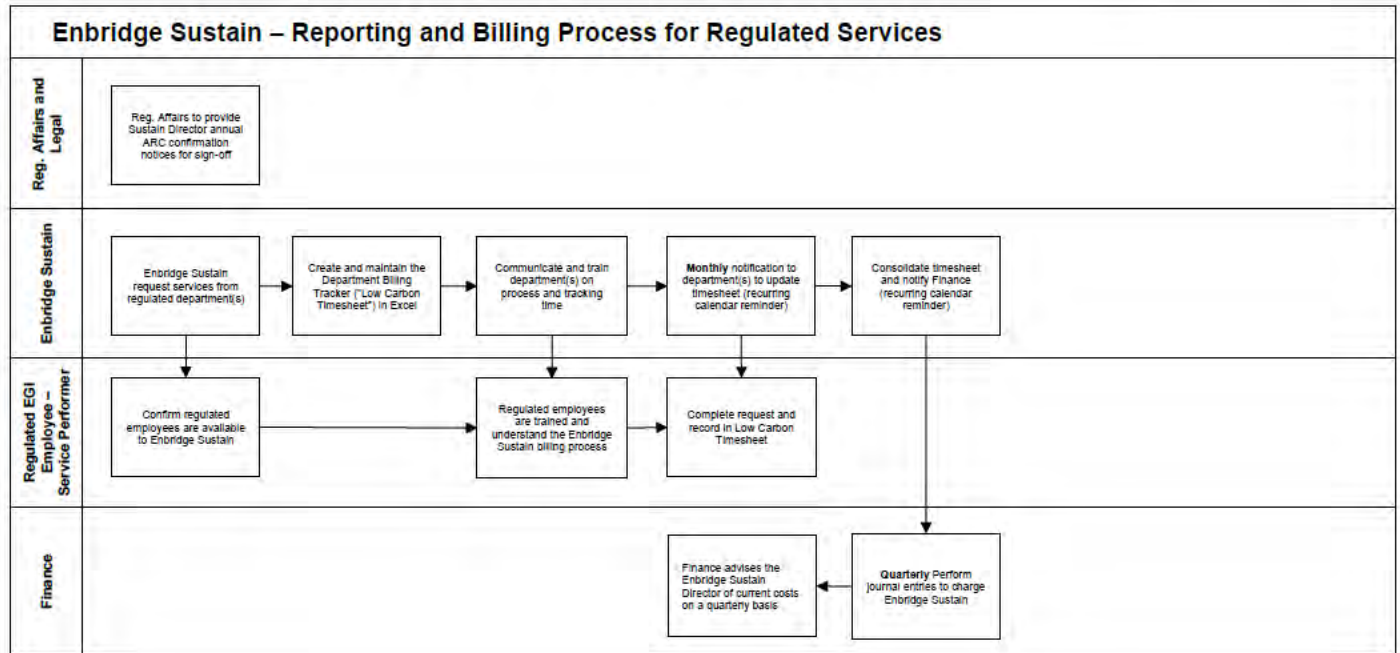 Enbridge Sustain – Reporting and Billing Process for Regulated Services
Reg. Affairs and
Legal
Reg. Affairs to provide
Sustain Director annual
ARC confirmation
notices for sign-off
Enbridge Sustain
Enbridge Sustain
request services from
regulated department(s)
Create and maintain the
Department Billing
Tracker ("Low Carbon
Timesheet") in Excel
Communicate and train
department(s) on
process and tracking
time
Monthly notification to
department(s) to update
timesheet (recurring
calendar reminder)
Consolidate timesheet
and notify Finance
(recurring calendar
reminder)
Regulated EGI
Employee –
Service Performer
Confirm regulated
employees are available
to Enbridge Sustain
Regulated employees
are trained and
understand the Enbridge
Sustain billing process
Complete request and
record in Low Carbon
Timesheet
Finance
Finance advises the
Enbridge Sustain
Director of current costs
on a quarterly basis
Quarterly Perform
journal entries to charge
Enbridge Sustain